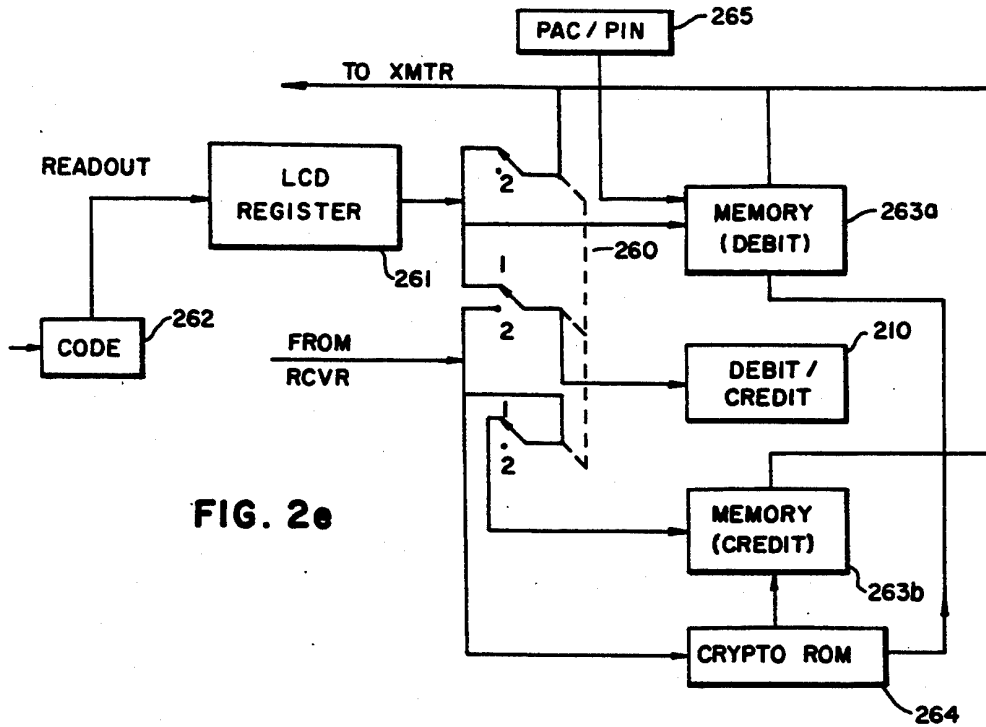 PAC / PIN
265
TO XMTR
READOUT
LCD
REGISTER
2
MEMORY
(DEBIT)
263a
260
261
1
2
CODE
262
FROM
RCVR
210
DEBIT /
CREDIT
1
2
FIG. 2e
MEMORY
(CREDIT)
263b
CRYPTO ROM
264